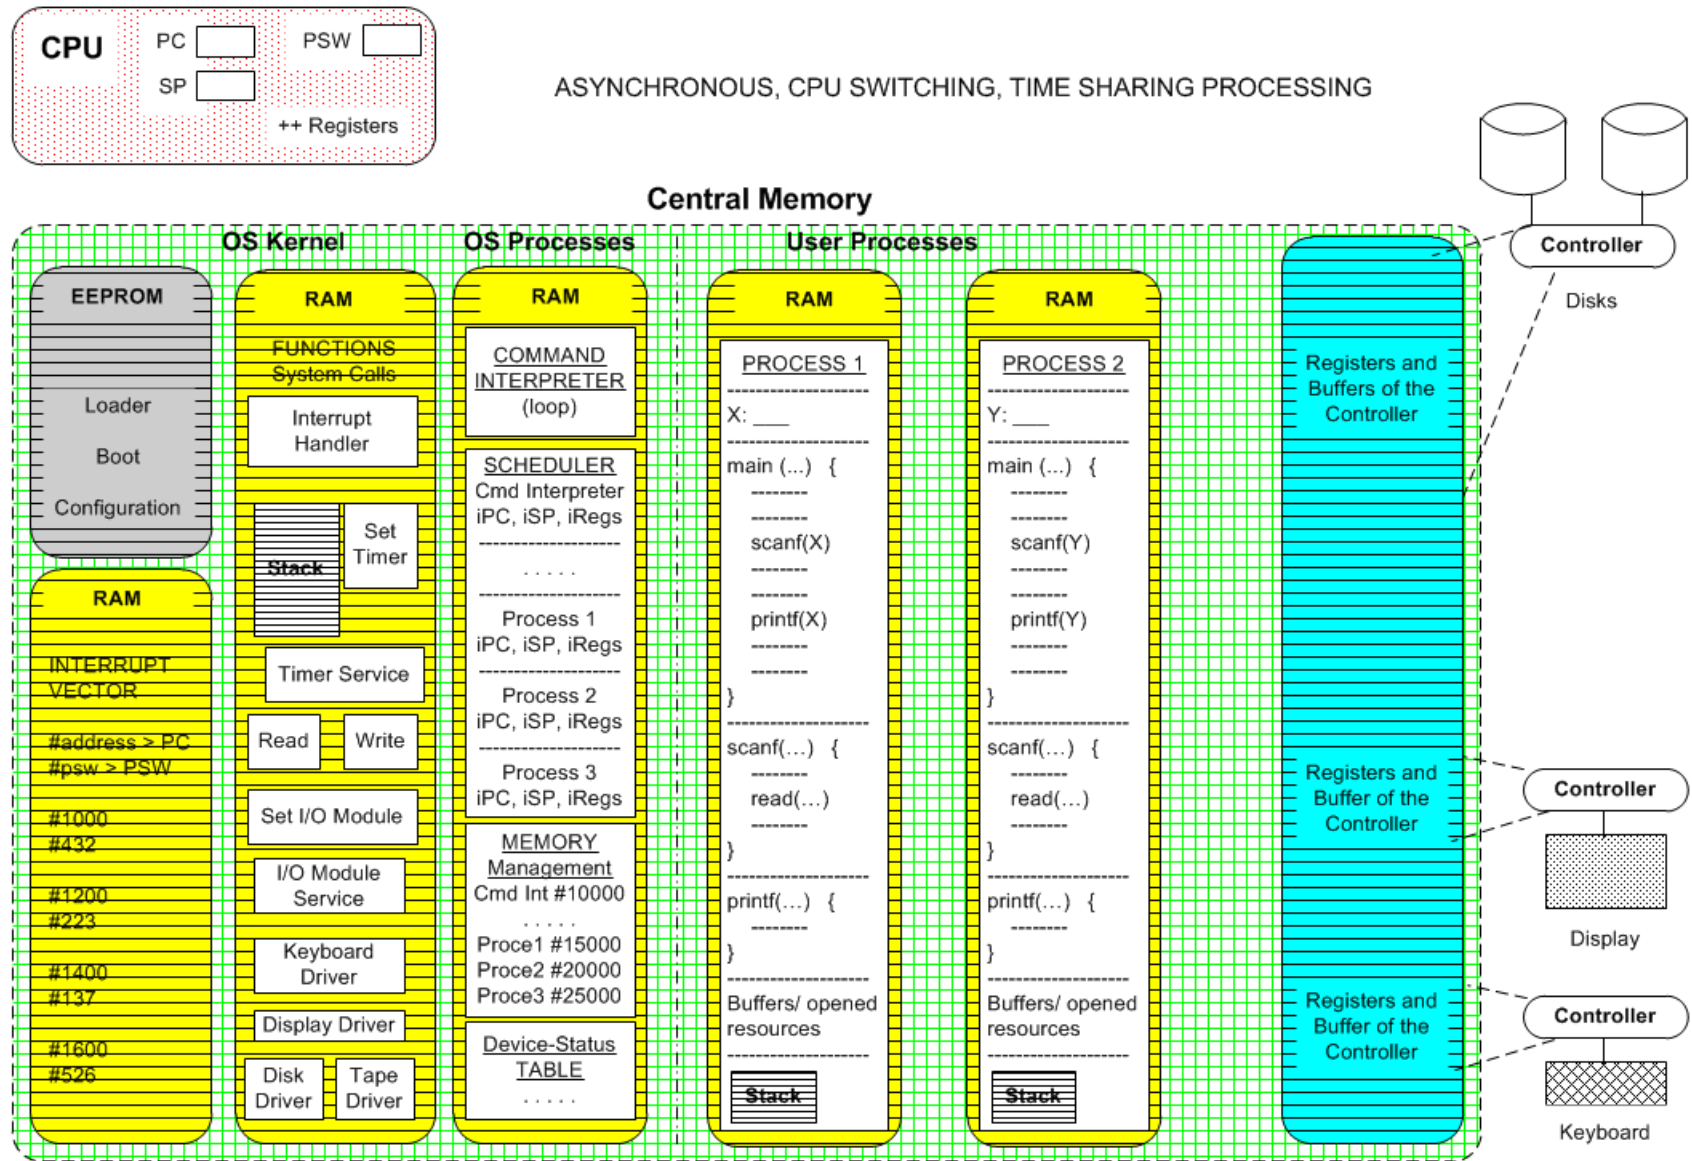 CPU
PC
PSW
SP
++ Registers
ASYNCHRONOUS, CPU SWITCHING, TIME SHARING PROCESSING
Central Memory
OS Kernel
OS Processes
User Processes
EEPROM
Loader
Boot
Configuration
RAM
INTERRUPT
VECTOR
#address > PC
#psw > PSW
#1000
#432
#1200
#223
#1400
#137
#1600
#526
RAM
FUNCTIONS
System Calls
Interrupt
Handler
Stack
Set
Timer
Timer Service
Read
Write
Set I/O Module
I/O Module
Service
Keyboard
Driver
Display Driver
Disk
Driver
Tape
Driver
RAM
COMMAND
INTERPRETER
(loop)
SCHEDULER
Cmd Interpreter
iPC, iSP, iRegs
--------------------
. . . . .
--------------------
Process 1
iPC, iSP, iRegs
--------------------
Process 2
iPC, iSP, iRegs
--------------------
Process 3
iPC, iSP, iRegs
MEMORY
Management
Cmd Int #10000
. . . . .
Proce1 #15000
Proce2 #20000
Proce3 #25000
Device-Status
TABLE
. . . . .
RAM
PROCESS 1
--------------------
X: ___
--------------------
main (...) {
--------
--------
scanf(X)
--------
--------
printf(X)
--------
--------
}
--------------------
scanf(...) {
--------
read(...)
--------
}
--------------------
printf(...) {
--------
}
--------------------
Buffers/ opened
resources
--------------------
Stack
RAM
PROCESS 2
--------------------
Y: ___
--------------------
main (...) {
--------
--------
scanf(Y)
--------
--------
printf(Y)
--------
--------
}
--------------------
scanf(...) {
--------
read(...)
--------
}
--------------------
printf(...) {
--------
}
--------------------
Buffers/ opened
resources
--------------------
Stack
Registers and
Buffers of the
Controller
Registers and
Buffer of the
Controller
Registers and
Buffer of the
Controller
Controller
Disks
Controller
Display
Controller
Keyboard